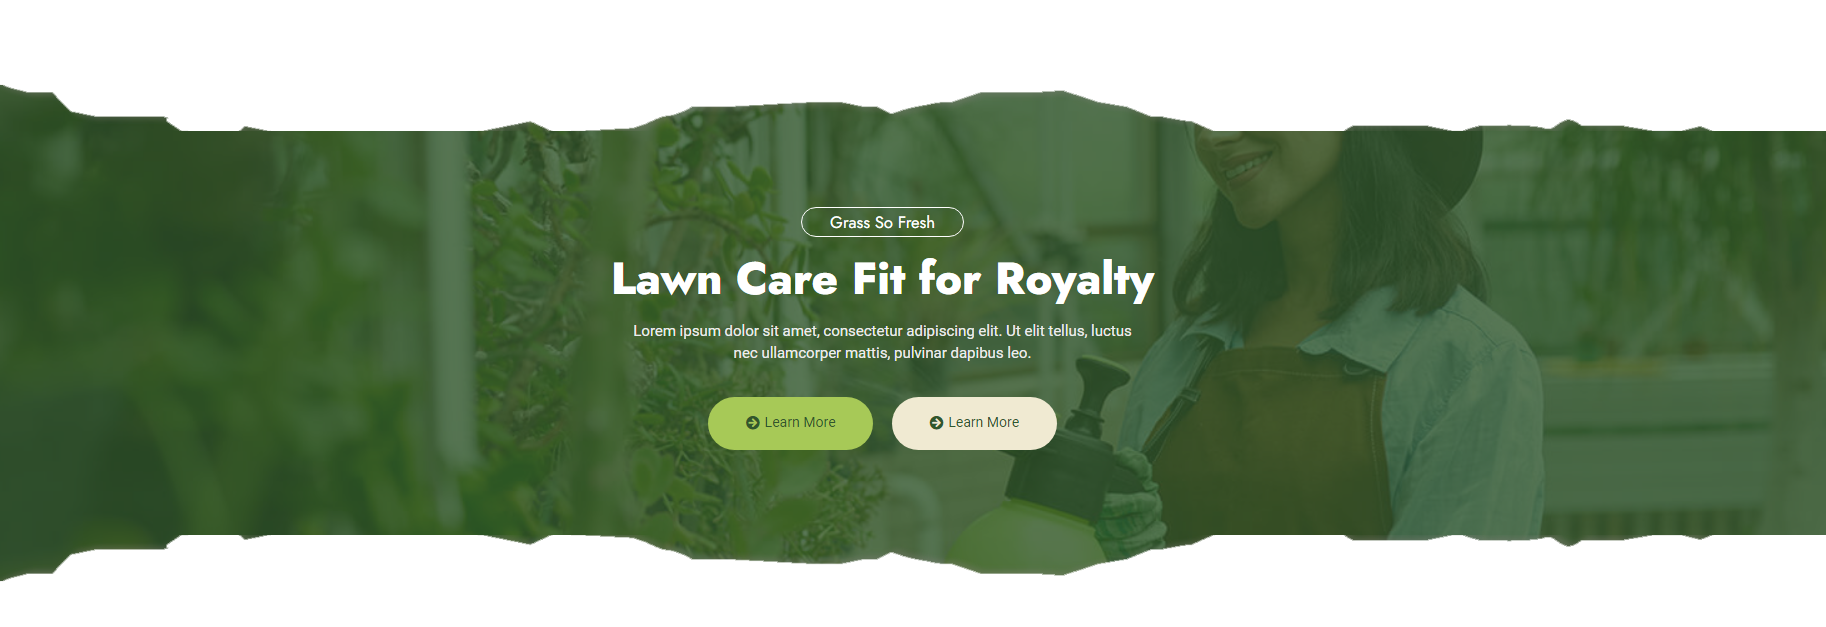 Grass So Fresh
Lawn Care Fit for Royalty
Lorem ipsum dolor sit amet, consectetur adipiscing elit. Ut elit tellus, luctus
nec ullamcorper mattis, pulvinar dapibus leo.
Learn More
Learn More